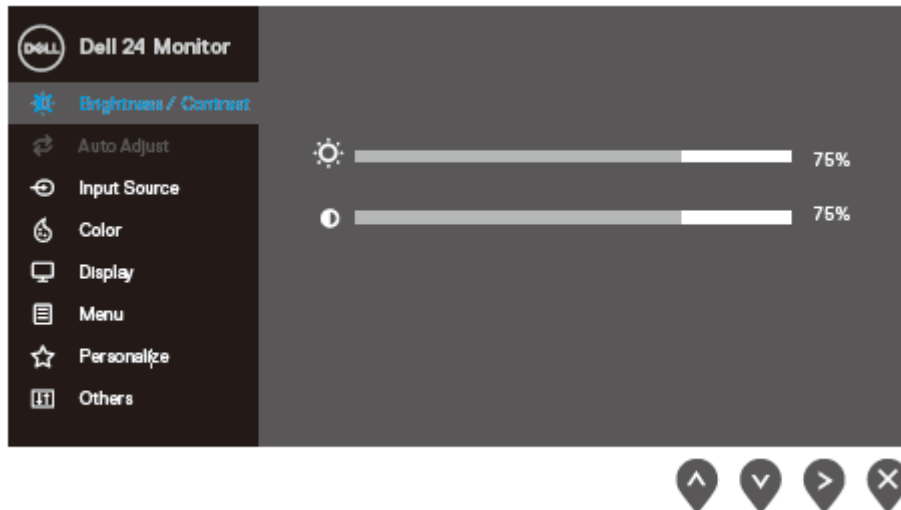 DELL Dell 24 Monitor
Brightness / Contrast
Auto Adjust
75%
Input Source
75%
Color
Display
Menu
Personalize
Others